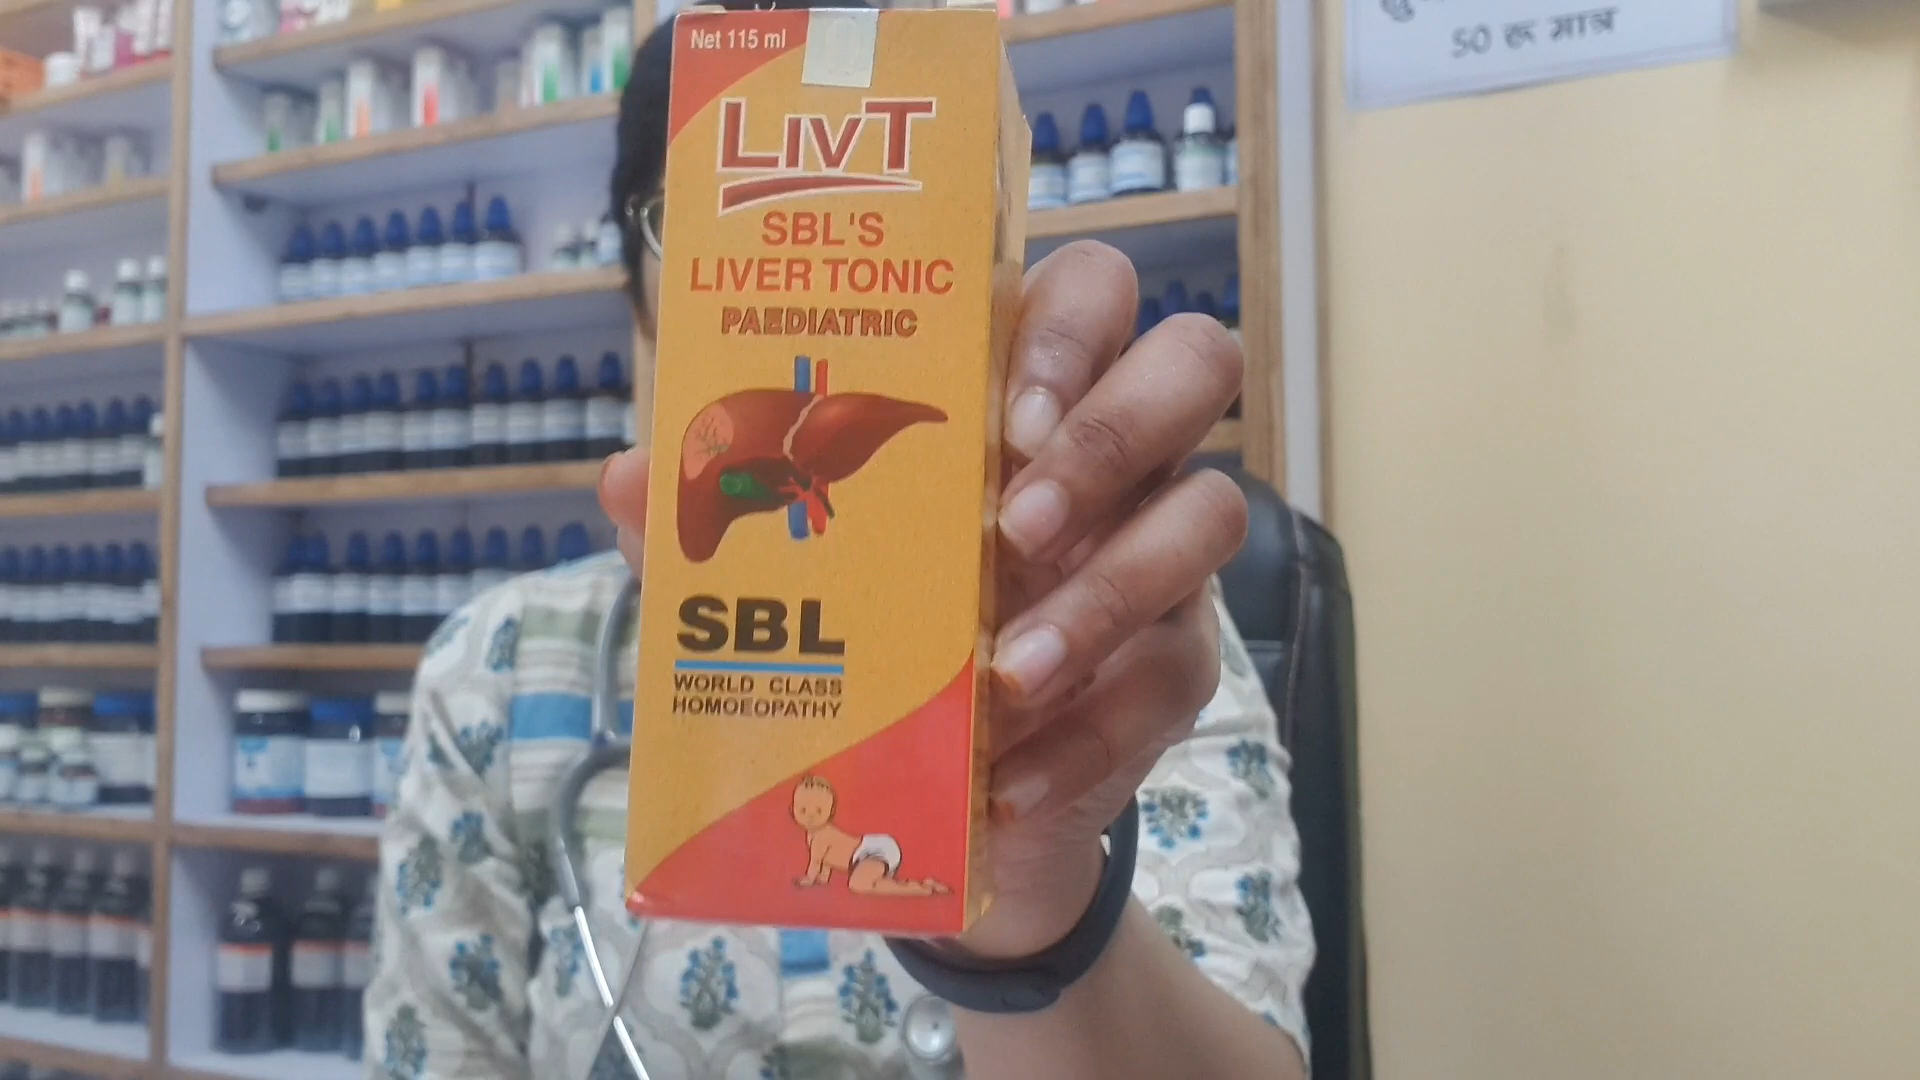 Net 115 ml
LIVT
SBL'S
LIVER TONIC
PAEDIATRIC
SBL
WORLD CLASS
HOMOEOPATHY
50 रू मात्र